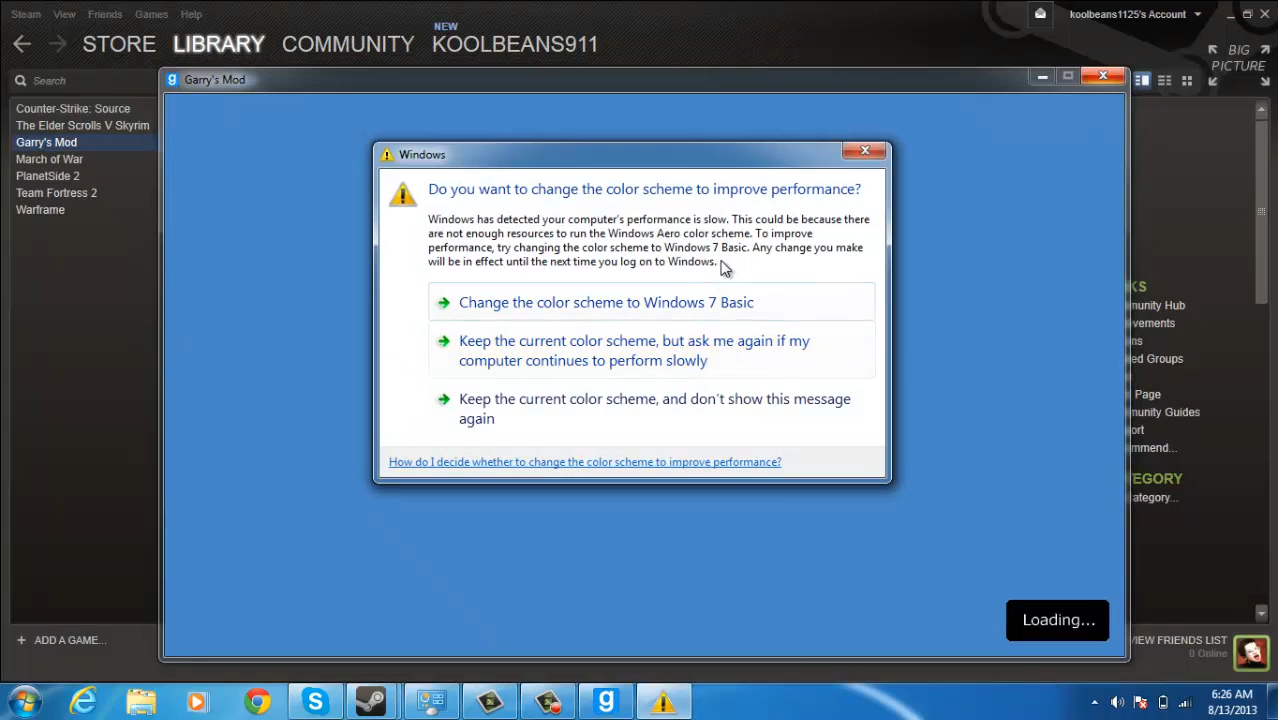 Steam View Friends Games Help
koolbeans1125's Account
NEW
STORE LIBRARY COMMUNITY KOOLBEANS911
BIG
PICTURE
Search
Counter-Strike: Source
The Elder Scrolls V Skyrim
Garry's Mod
March of War
PlanetSide 2
Team Fortress 2
Warframe
Garry's Mod
Windows
Do you want to change the color scheme to improve performance?
Windows has detected your computer's performance is slow. This could be because there
are not enough resources to run the Windows Aero color scheme. To improve
performance, try changing the color scheme to Windows 7 Basic. Any change you make
will be in effect until the next time you log on to Windows.
Change the color scheme to Windows 7 Basic
Keep the current color scheme, but ask me again if my
computer continues to perform slowly
Keep the current color scheme, and don't show this message
again
How do I decide whether to change the color scheme to improve performance?
KS
munity Hub
evements
ns
ed Groups
Page
munity Guides
ort
mmend...
EGORY
ategory...
Loading...
+ ADD A GAME...
VIEW FRIENDS LIST
0 Online
6:26 AM
8/13/2013